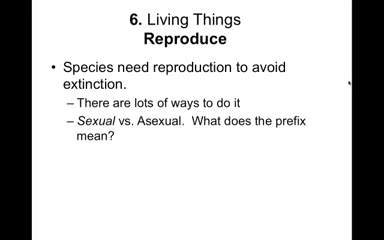 6. Living Things
Reproduce
• Species need reproduction to avoid
extinction.
– There are lots of ways to do it
– Sexual vs. Asexual. What does the prefix
mean?